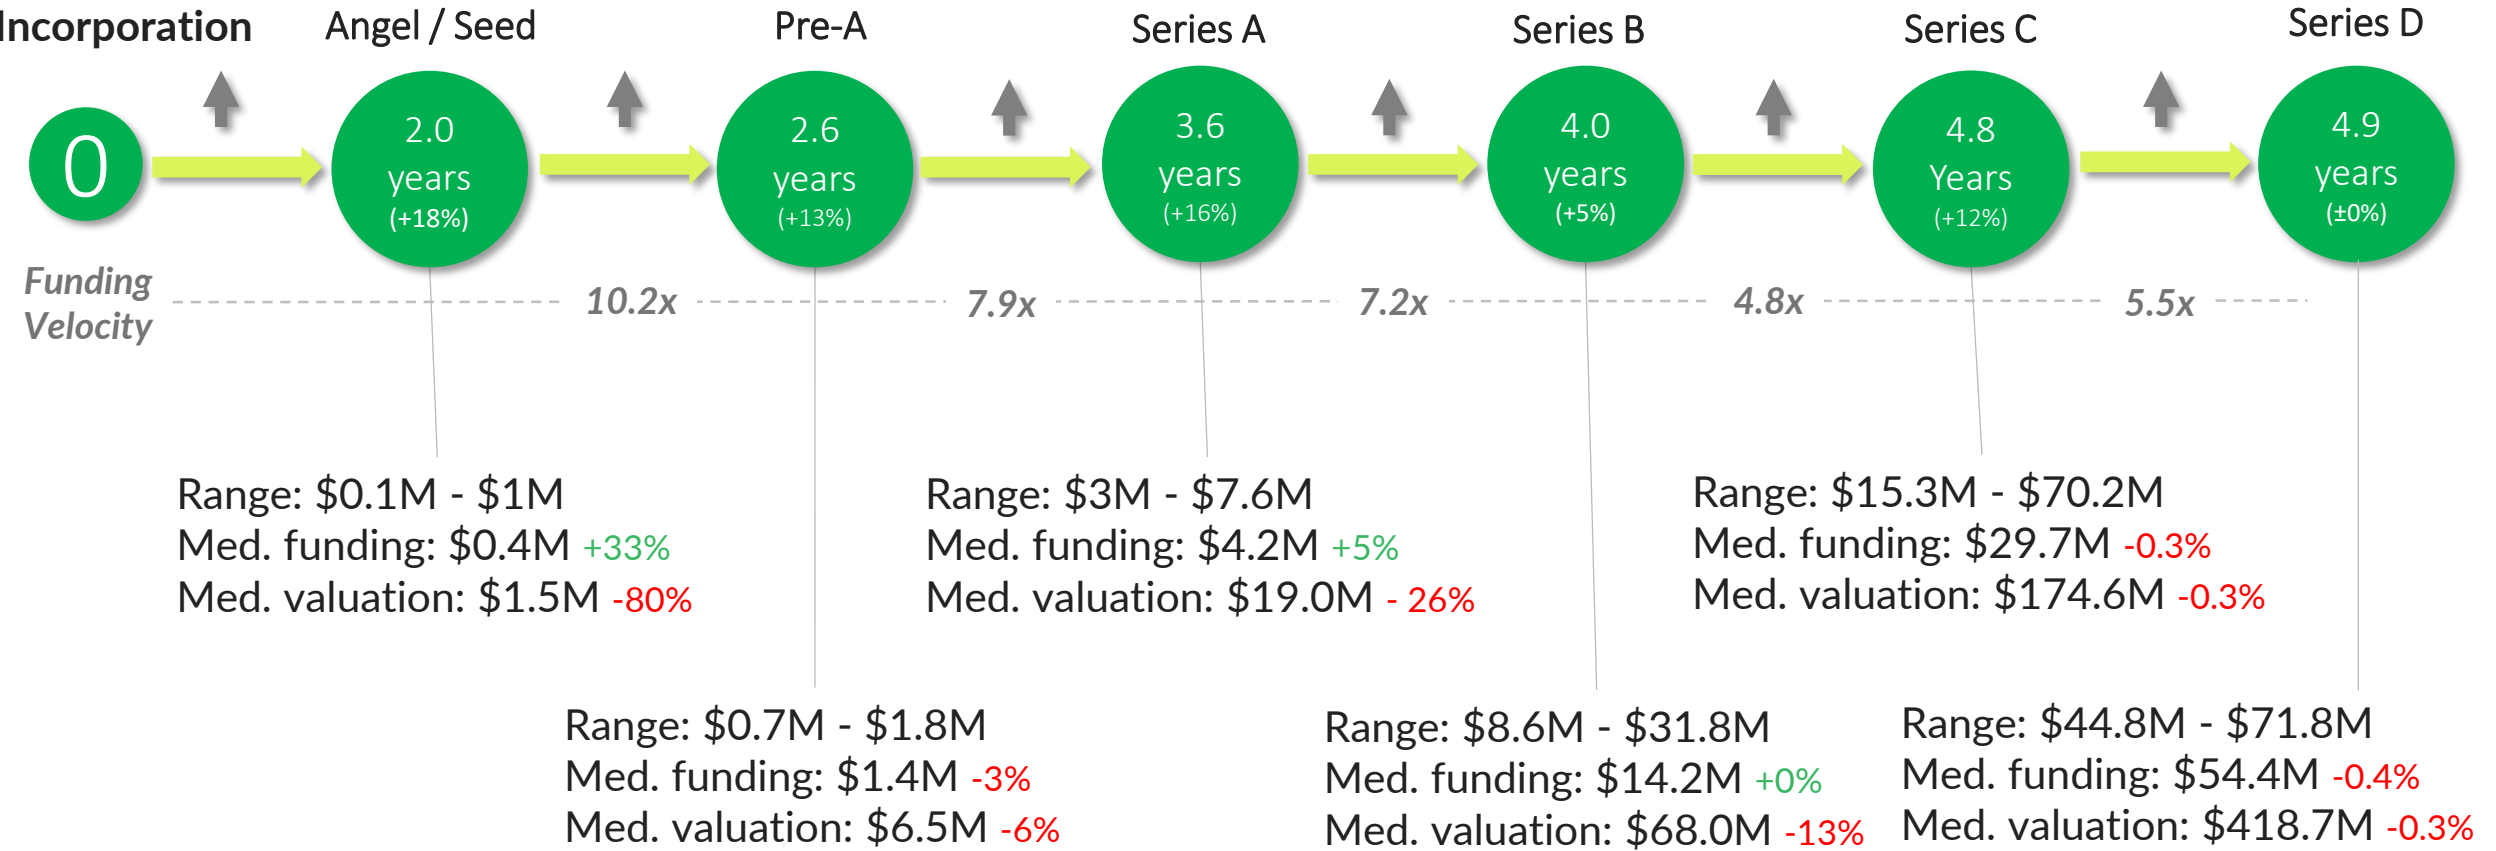 Incorporation
Angel / Seed
Pre-A
Series A
Series B
Series C
Series D
0
2.0
years
(+18%)
2.6
years
(+13%)
3.6
years
(+16%)
4.0
years
(+5%)
4.8
Years
(+12%)
4.9
years
(±0%)
Funding
Velocity
10.2x
7.9x
7.2x
4.8x
5.5x
Range: $0.1M - $1M
Med. funding: $0.4M +33%
Med. valuation: $1.5M -80%
Range: $0.7M - $1.8M
Med. funding: $1.4M -3%
Med. valuation: $6.5M -6%
Range: $3M - $7.6M
Med. funding: $4.2M +5%
Med. valuation: $19.0M - 26%
Range: $8.6M - $31.8M
Med. funding: $14.2M +0%
Med. valuation: $68.0M -13%
Range: $15.3M - $70.2M
Med. funding: $29.7M -0.3%
Med. valuation: $174.6M -0.3%
Range: $44.8M - $71.8M
Med. funding: $54.4M -0.4%
Med. valuation: $418.7M -0.3%